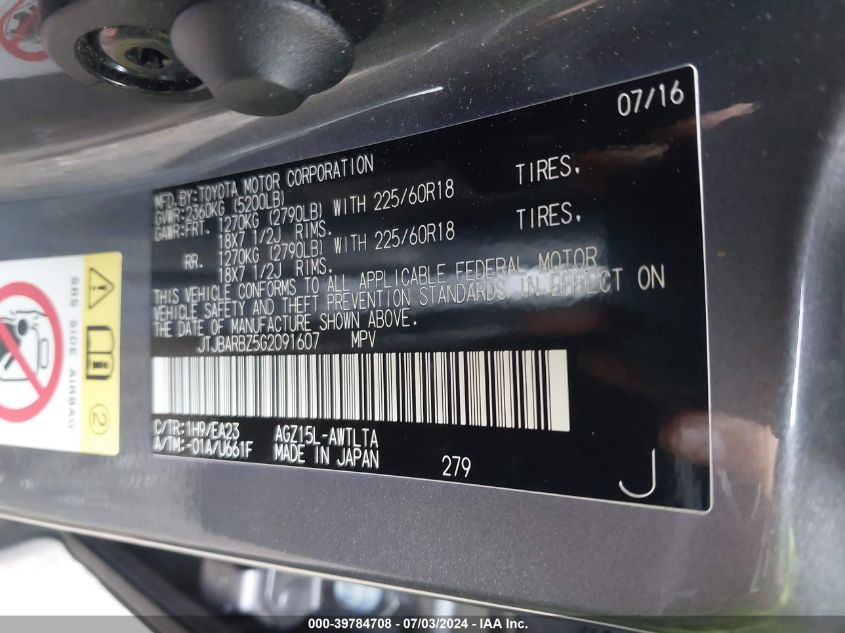 07/16
MFD.BY:TOYOTA MOTOR CORPORATION
GVWR:2360KG (5200LB)
GAWR:FRT. 1270KG (2790LB) WITH 225/60R18 TIRES.
18X7 1/2J RIMS.
RR. 1270KG (2790LB) WITH 225/60R18 TIRES.
18X7 1/2J RIMS.
THIS VEHICLE CONFORMS TO ALL APPLICABLE FEDERAL MOTOR
VEHICLE SAFETY AND THEFT PREVENTION STANDARDS IN EFFECT ON
THE DATE OF MANUFACTURE SHOWN ABOVE.
JTJBARBZ5G2091607 MPV
C/TR:1H9/EA23 AGZ15L-AWTLTA
A/TM:-01A/U661F MADE IN JAPAN
279
J
SRS SIDE AIRBAG
2
000-39784708 - 07/03/2024 - IAA Inc.